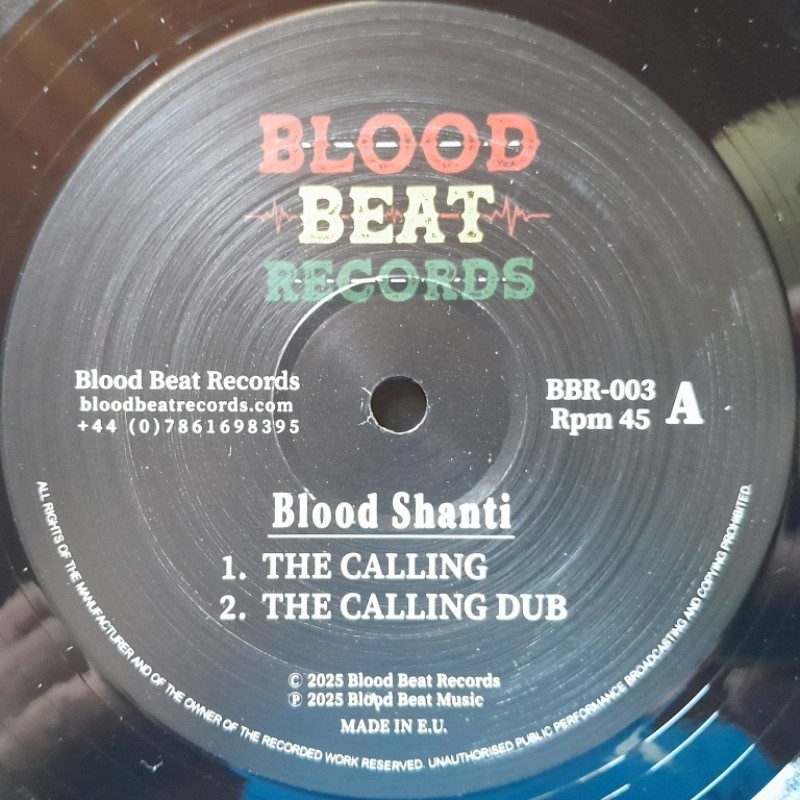 BLOOD
BEAT
RECORDS
Blood Beat Records
bloodbeatrecords.com
+44 (0)7861698395
BBR-003
Rpm 45
A
Blood Shanti
1. THE CALLING
2. THE CALLING DUB
© 2025 Blood Beat Records
℗ 2025 Blood Beat Music
MADE IN E.U.
ALL RIGHTS OF THE MANUFACTURER AND OF THE OWNER OF THE RECORDED WORK RESERVED. UNAUTHORISED PUBLIC PERFORMANCE BROADCASTING AND COPYING PROHIBITED.